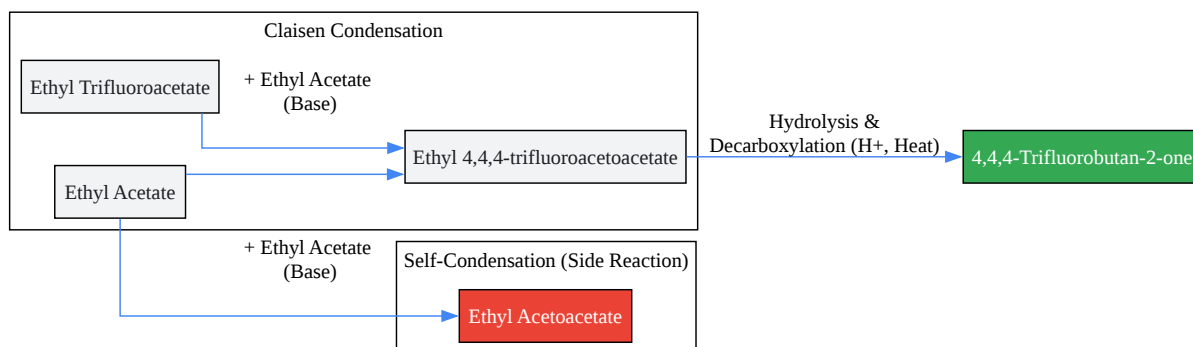 Claisen Condensation
Ethyl Trifluoroacetate
+ Ethyl Acetate
(Base)
Ethyl 4,4,4-trifluoroacetoacetate
Hydrolysis &
Decarboxylation (H+, Heat)
4,4,4-Trifluorobutan-2-one
Ethyl Acetate
+ Ethyl Acetate
(Base)
Self-Condensation (Side Reaction)
Ethyl Acetoacetate